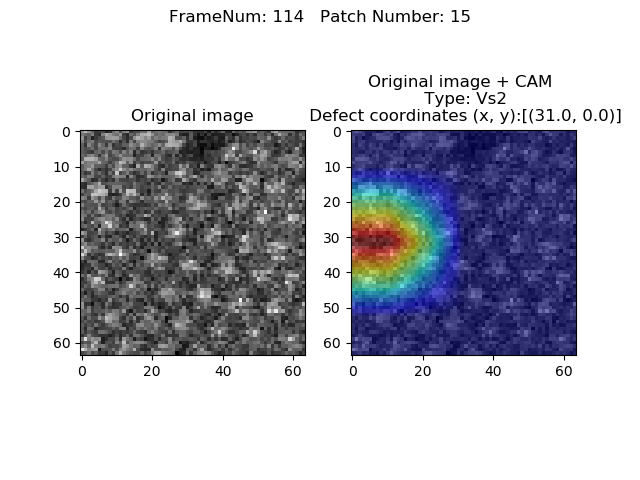 FrameNum: 114   Patch Number: 15
Original image
Original image + CAM
Type: Vs2
Defect coordinates (x, y):[(31.0, 0.0)]
0
10
20
30
40
50
60
0 20 40 60
0
10
20
30
40
50
60
0 20 40 60